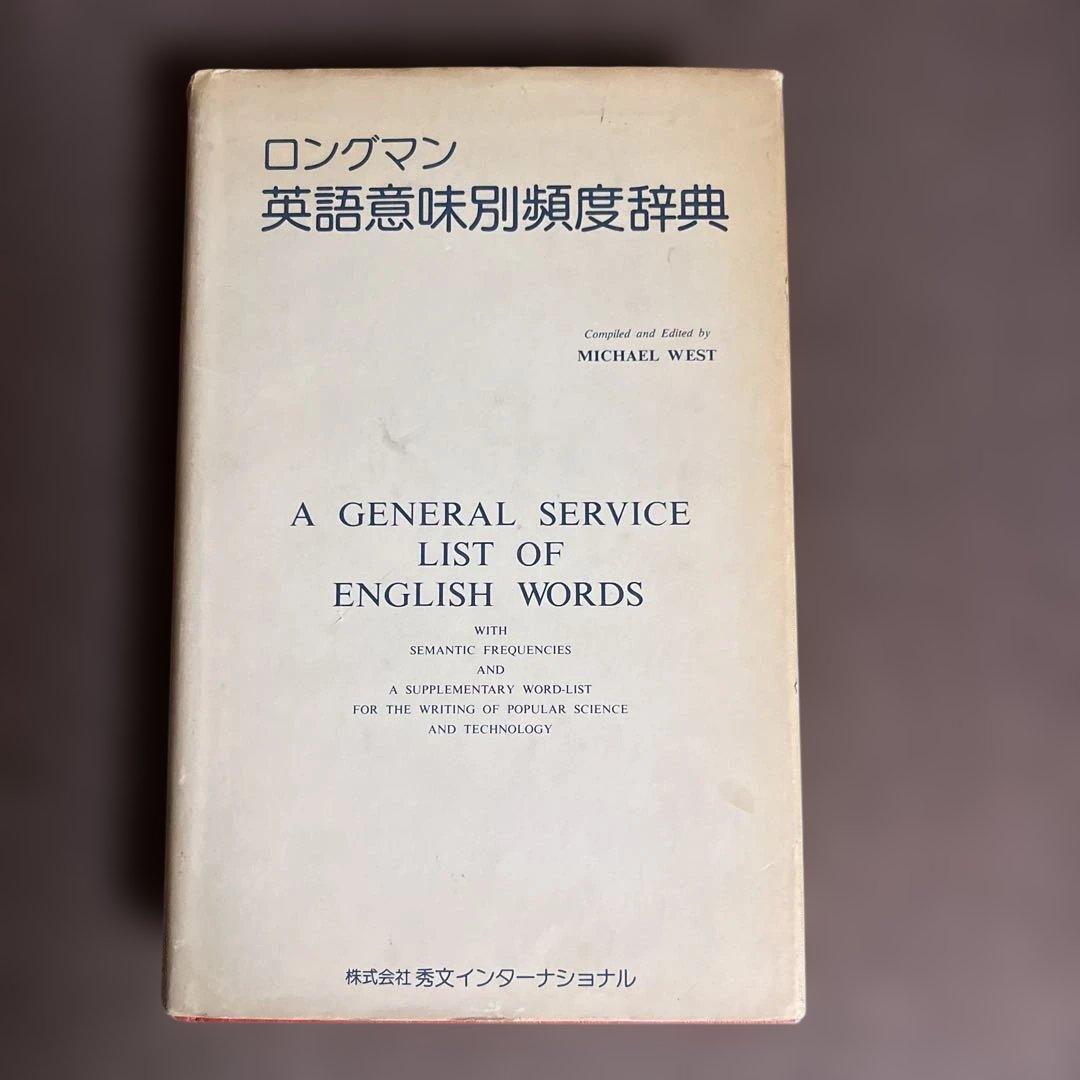 ロングマン
英語意味別頻度辞典
Compiled and Edited by
MICHAEL WEST
A GENERAL SERVICE
LIST OF
ENGLISH WORDS
WITH
SEMANTIC FREQUENCIES
AND
A SUPPLEMENTARY WORD-LIST
FOR THE WRITING OF POPULAR SCIENCE
AND TECHNOLOGY
株式会社 秀文インターナショナル